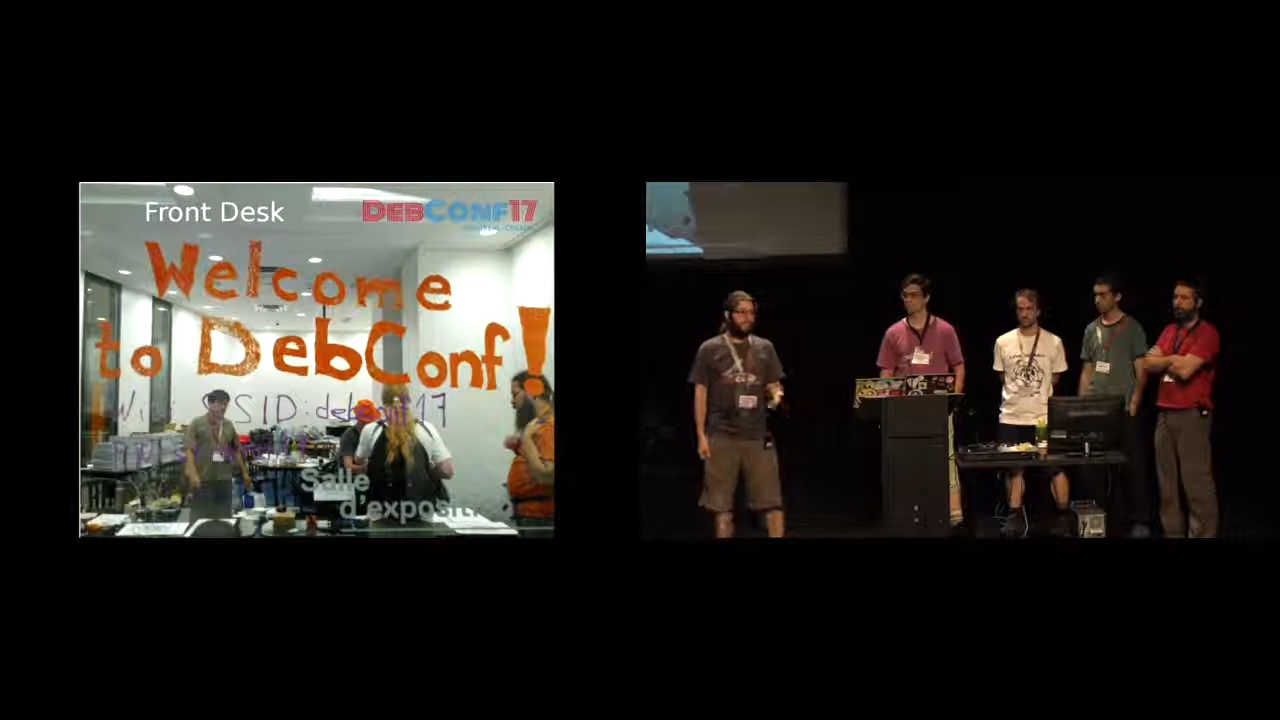 Front Desk
DEBCONF17
Welcome
to DebConf!
SSID: debconf17
Salle
d'exposition